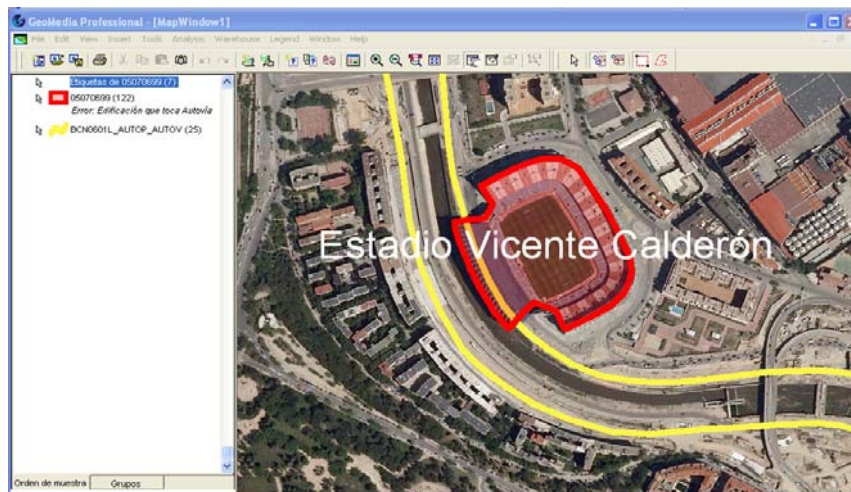 GeoMedia Professional - [MapWindow1]
File Edit View Insert Tools Analysis Warehouse Legend Window Help
Etiquetas de 05070699 (7)
05070699 (122)
Error: Edificación que toca Autovía
BCN0601L_AUTOP_AUTOV (25)
Estadio Vicente Calderón
Orden de muestra Grupos